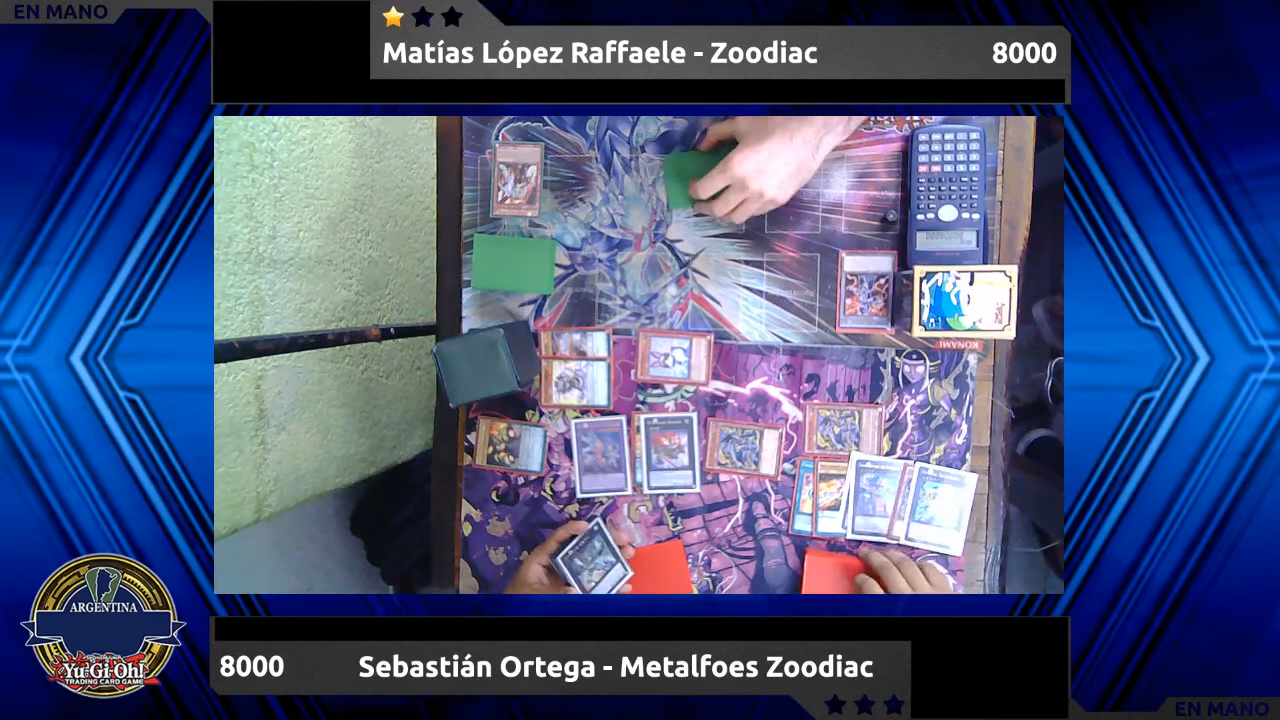 EN MANO
Matías López Raffaele - Zoodiac
8000
KONAMI
ARGENTINA
Yu-Gi-Oh!
TRADING CARD GAME
8000
Sebastián Ortega - Metalfoes Zoodiac
EN MANO